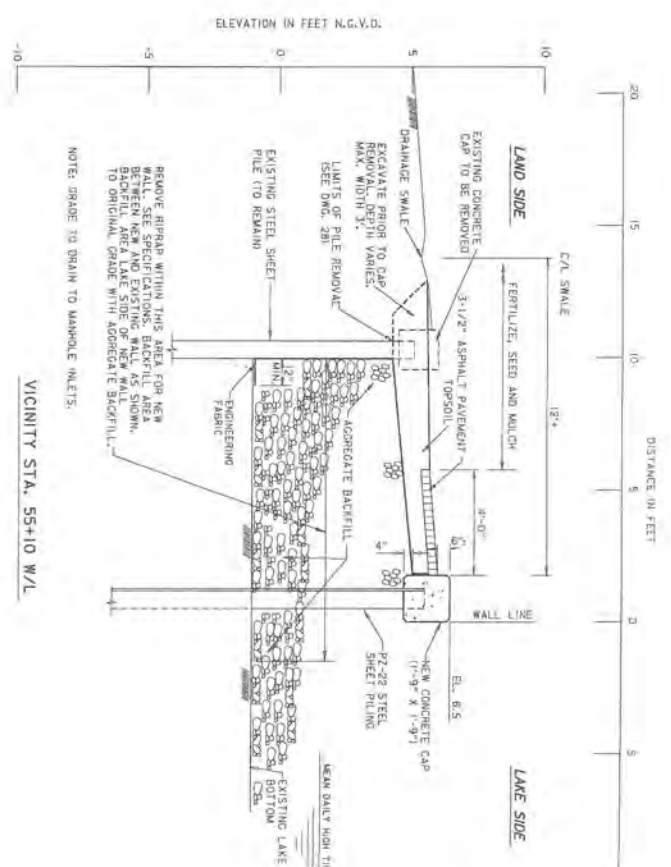 ELEVATION IN FEET N.G.V.D.
-10
-5
0
5
10
20
10
5
0
5
DISTANCE IN FEET
LAND SIDE
LAKE SIDE
C/L SWALE
12'±
FERTILIZE, SEED AND MULCH
4'-0"
6"
4"
WALL LINE
EL. 6.5
EXISTING CONCRETE
CAP TO BE REMOVED
DRAINAGE SWALE
EXCAVATE PRIOR TO CAP
REMOVAL. DEPTH VARIES.
MAX. WIDTH 3'.
LIMITS OF PILE REMOVAL
(SEE DWG. 28)
3-1/2" ASPHALT PAVEMENT
TOPSOIL
NEW CONCRETE CAP
(1'-9" X 1'-9")
PZ-22 STEEL
SHEET PILING
MEAN DAILY HIGH
EXISTING STEEL SHEET
PILE (TO REMAIN)
AGGREGATE BACKFILL
12"
MIN.
ENGINEERING
FABRIC
EXISTING LAKE
BOTTOM
REMOVE RIPRAP WITHIN THIS AREA FOR NEW
WALL. SEE SPECIFICATIONS. BACKFILL AREA
BETWEEN NEW AND EXISTING WALL AS SHOWN.
BACKFILL AREA LAKE SIDE OF NEW WALL
TO ORIGINAL GRADE WITH AGGREGATE BACKFILL.
NOTE: GRADE TO DRAIN TO MANHOLE INLETS.
VICINITY STA. 55+10 W/L